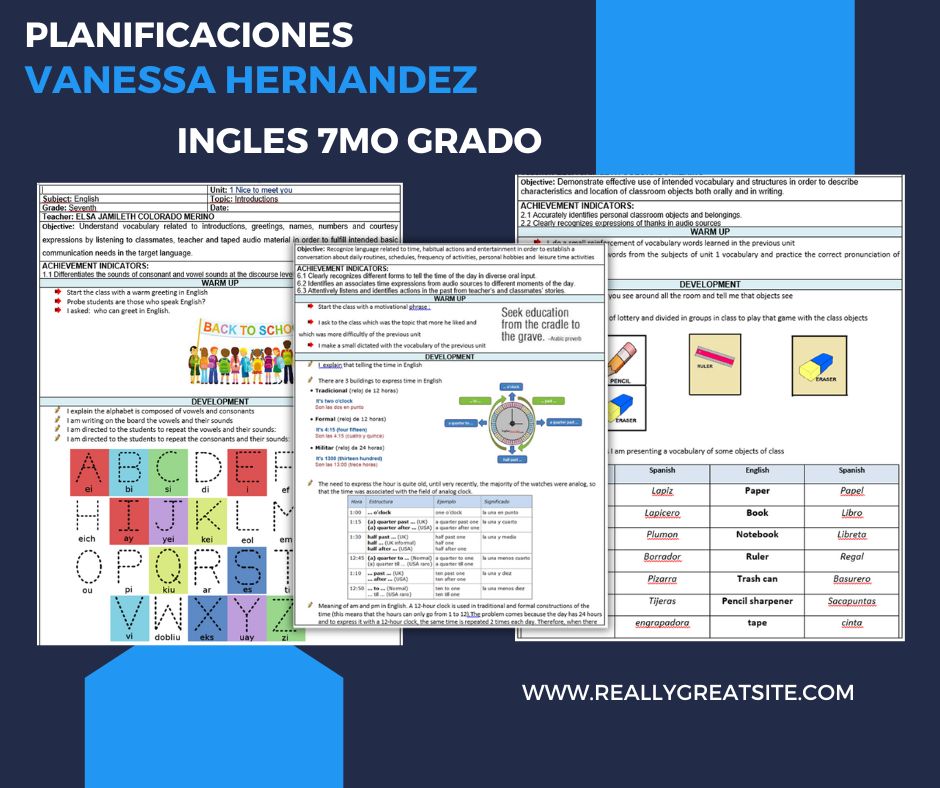 PLANIFICACIONES
VANESSA HERNANDEZ
INGLES 7MO GRADO
Unit: 1 Nice to meet you
Subject: English
Topic: Introductions
Grade: Seventh
Date:
Teacher: ELSA JAMILETH COLORADO MERINO
Objective: Understand vocabulary related to introductions, greetings, names, numbers and courtesy
expressions by listening to classmates, teacher and taped audio material in order to fulfill intended basic
communication needs in the target language.
ACHIEVEMENT INDICATORS:
1.1 Differentiates the sounds of consonant and vowel sounds at the discourse level
WARM UP
Start the class with a warm greeting in English
Probe students are those who speak English?
I asked: who can greet in English.
BACK TO SCHO
DEVELOPMENT
I explain the alphabet is composed of vowels and consonants
I am writing on the board the vowels and their sounds
I am directed to the students to repeat the vowels and their sounds:
I am directed to the students to repeat the consonants and their sounds:
A B C D E F
ei bi si di i ef
H I J K L M
eich ay yei kei eol em
O P Q R S T
ou pi kiu ar es ti
V W X Y Z
vi dobliu eks uay zi
Objective: Recognize language related to time, habitual actions and entertainment in order to establish a
conversation about daily routines, schedules, frequency of activities, personal hobbies and leisure time activities
ACHIEVEMENT INDICATORS:
6.1 Clearly recognizes different forms to tell the time of the day in diverse oral input.
6.2 Identifies an associate time expressions from audio sources to different moments of the day.
6.3 Attentively listens and identifies actions in the past from teacher's and classmates' stories.
WARM UP
Start the class with a motivational phrase.
I ask to the class which was the topic that more he liked and
which was more difficultly of the previous unit
I make a small dictated with the vocabulary of the previous unit
Seek education
from the cradle to
the grave. -Arabic proverb
DEVELOPMENT
I explain that telling the time in English
There are 3 buildings to express time in English
Tradicional (reloj de 12 horas)
It's two o'clock
Son las dos en punto
Formal (reloj de 12 horas)
It's 4:15 (four fifteen)
Son las 4:15 (cuatro y quince)
Militar (reloj de 24 horas)
It's 1300 (thirteen hundred)
Son las 13:00 (trece horas)
... o'clock
... to ...
... past ...
a quarter to ...
a quarter past ...
half past ...
The need to express the hour is quite old, until very recently, the majority of the watches were analog, so
that the time was associated with the field of analog clock.
Hora Estructura Ejemplo Significado
1:00 ... o'clock one o'clock la una en punto
1:15 (a) quarter past ... (UK) a quarter past one la una y cuarto
(a) quarter after ... (USA) a quarter after one
1:30 half past ... (UK) half past one la una y media
half ... (UK informal) half one
half after ... (USA) half after one
12:45 (a) quarter to ... (Normal) a quarter to one la una menos cuarto
(a) quarter till ... (USA raro) a quarter till one
1:10 ... past ... (UK) ten past one la una y diez
... after ... (USA) ten after one
12:50 ... to ... (Normal) ten to one la una menos diez
... till ... (USA raro) ten till one
Meaning of am and pm in English. A 12-hour clock is used in traditional and formal constructions of the
time (this means that the hours can only go from 1 to 12).The problem comes because the day has 24 hours
and to express it with a 12-hour clock, the same time is repeated 2 times each day. Therefore, when there
Objective: Demonstrate effective use of intended vocabulary and structures in order to describe
characteristics and location of classroom objects both orally and in writing.
ACHIEVEMENT INDICATORS:
2.1 Accurately identifies personal classroom objects and belongings.
2.2 Clearly recognizes expressions of thanks in audio sources
WARM UP
I do a small reinforcement of vocabulary words learned in the previous unit
words from the subjects of unit 1 vocabulary and practice the correct pronunciation of
DEVELOPMENT
you see around all the room and tell me that objects see
of lottery and divided in groups in class to play that game with the class objects
PENCIL
RULER
ERASER
ERASER
I am presenting a vocabulary of some objects of class
Spanish English Spanish
Lapiz Paper Papel
Lapicero Book Libro
Plumon Notebook Libreta
Borrador Ruler Regal
Pizarra Trash can Basurero
Tijeras Pencil sharpener Sacapuntas
engrapadora tape cinta
WWW.REALLYGREATSITE.COM